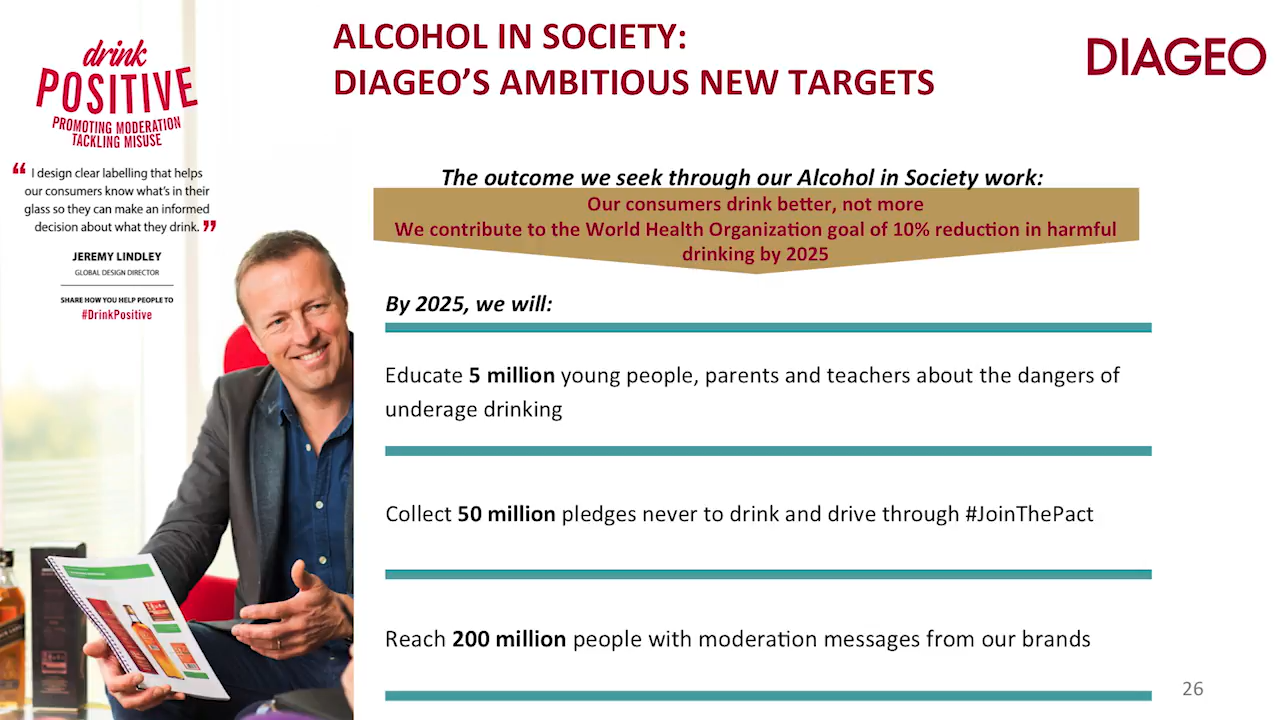 drink
POSITIVE
PROMOTING MODERATION
TACKLING MISUSE
“ I design clear labelling that helps
our consumers know what’s in their
glass so they can make an informed
decision about what they drink. ”
JEREMY LINDLEY
GLOBAL DESIGN DIRECTOR
SHARE HOW YOU HELP PEOPLE TO
#DrinkPositive
ALCOHOL IN SOCIETY:
DIAGEO’S AMBITIOUS NEW TARGETS
DIAGEO
The outcome we seek through our Alcohol in Society work:
Our consumers drink better, not more
We contribute to the World Health Organization goal of 10% reduction in harmful
drinking by 2025
By 2025, we will:
Educate 5 million young people, parents and teachers about the dangers of
underage drinking
Collect 50 million pledges never to drink and drive through #JoinThePact
Reach 200 million people with moderation messages from our brands
26